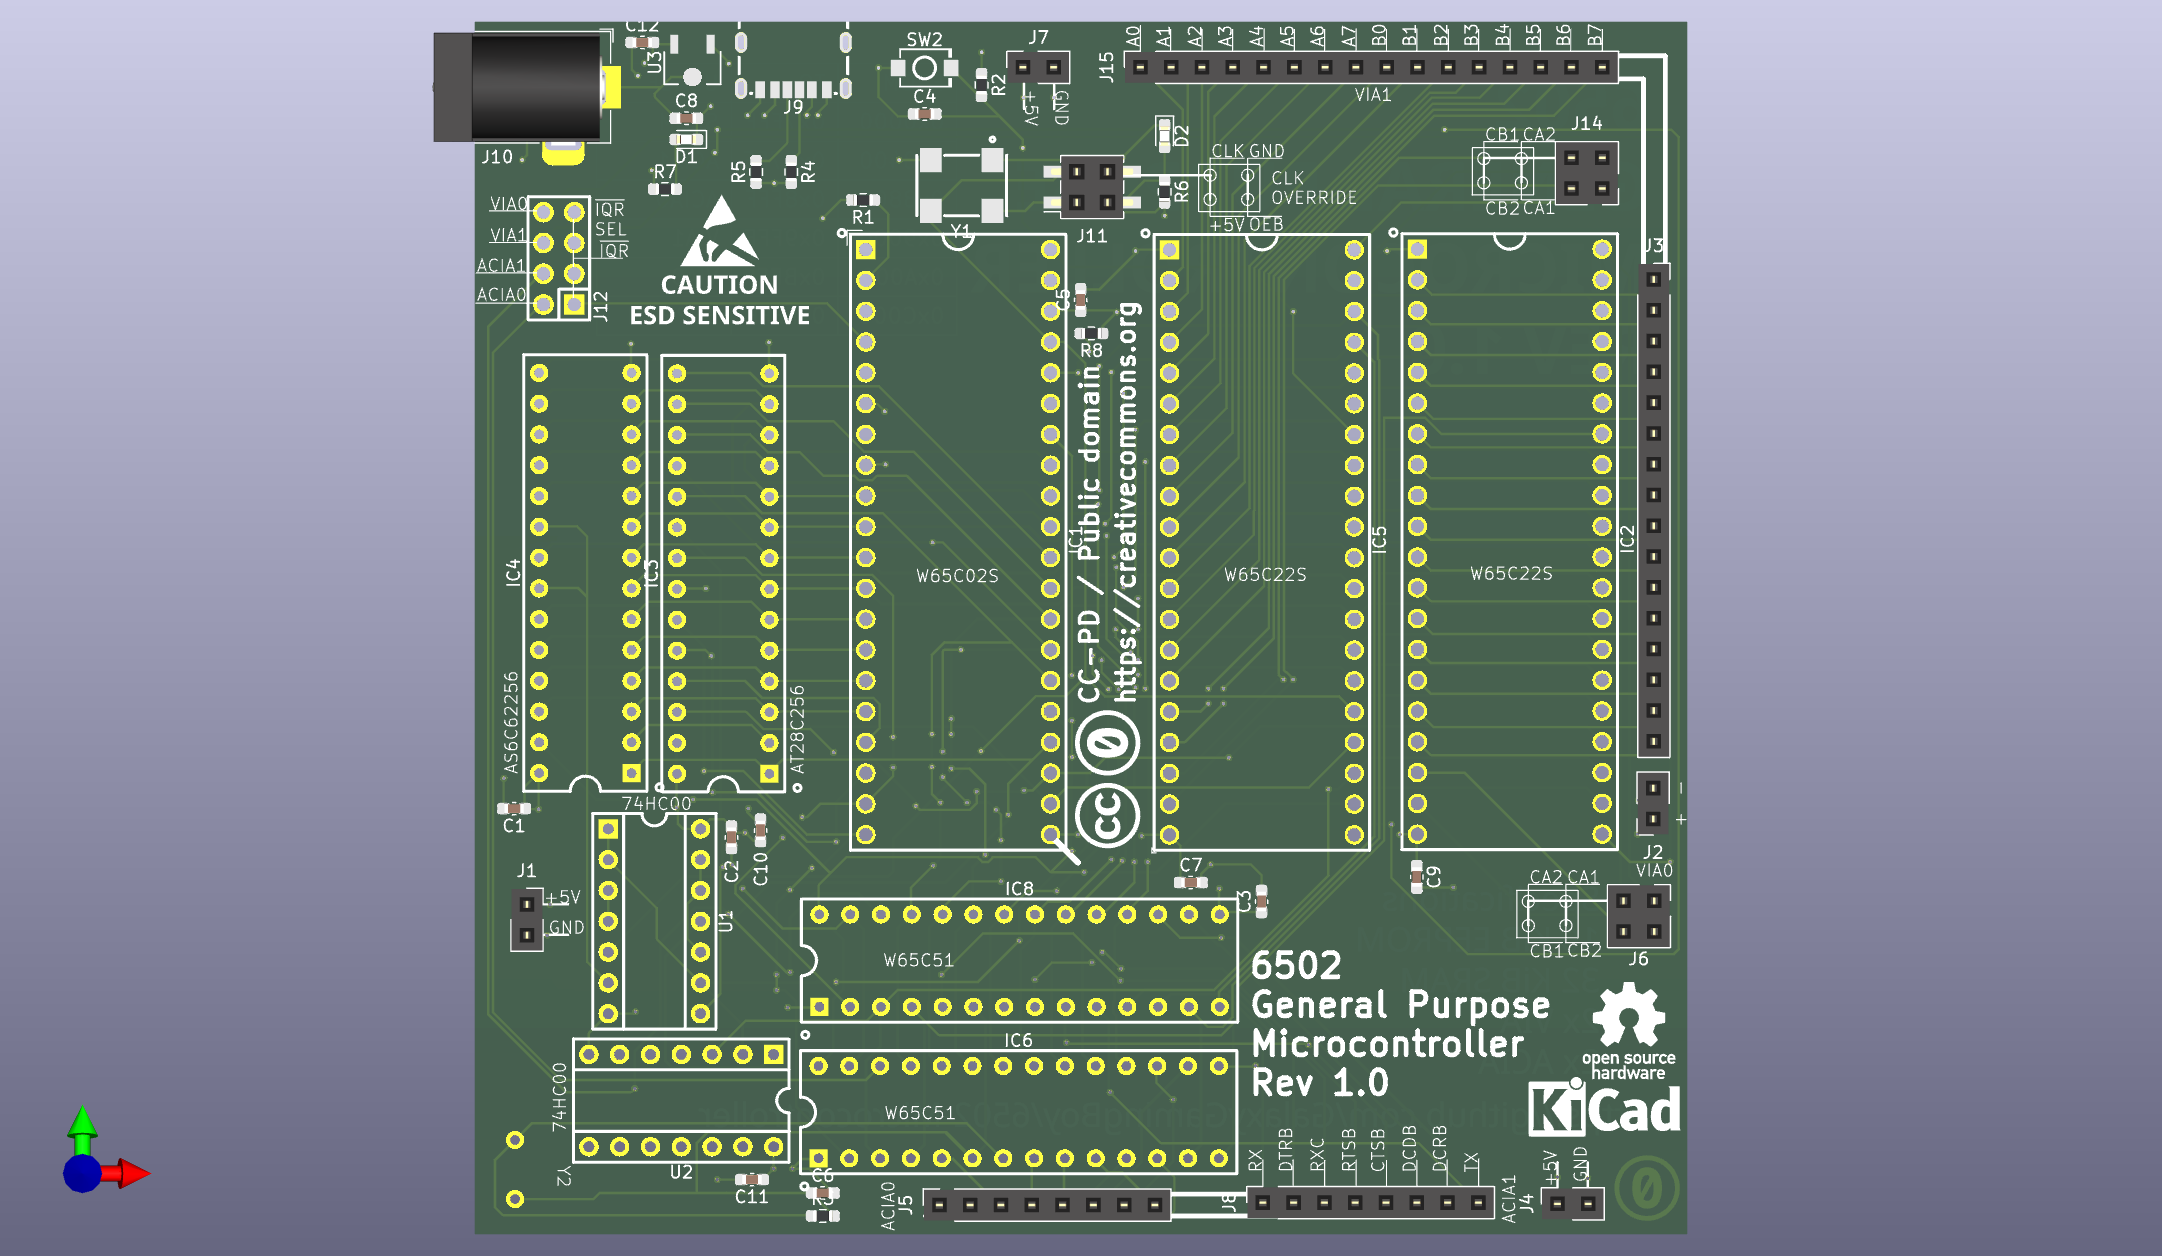 C12
U3
C8
D1
J10
R7
J9
R5
R4
SW2
C4
R2
J7
+5V
GND
J15
A0
A1
A2
A3
A4
A5
A6
A7
B0
B1
B2
B3
B4
B5
B6
B7
VIA1
D2
R6
CLK GND
CLK
OVERRIDE
+5V OEB
CB1 CA2
J14
CB2 CA1
R1
Y1
J11
J3
VIA0
VIA1
ACIA1
ACIA0
IQR
SEL
IQR
J12
CAUTION
ESD SENSITIVE
C5
R8
CC-PD / Public domain
https://creativecommons.org
IC4
IC3
IC1
IC5
IC2
W65C02S
W65C22S
W65C22S
AS6C62256
AT28C256
cc
0
C1
74HC00
C2
C10
U1
J1
+5V
GND
IC8
W65C51
C7
C3
C9
-
+
J2
VIA0
CA2 CA1
CB1 CB2
J6
6502
General Purpose
Microcontroller
Rev 1.0
open source
hardware
KiCad
IC6
W65C51
74HC00
U2
Y2
C11
C6
ACIA0
J5
RX
DTRB
RXC
RTSB
CTSB
DCDB
DCRB
TX
J8
ACIA1
J4
+5V
GND
0